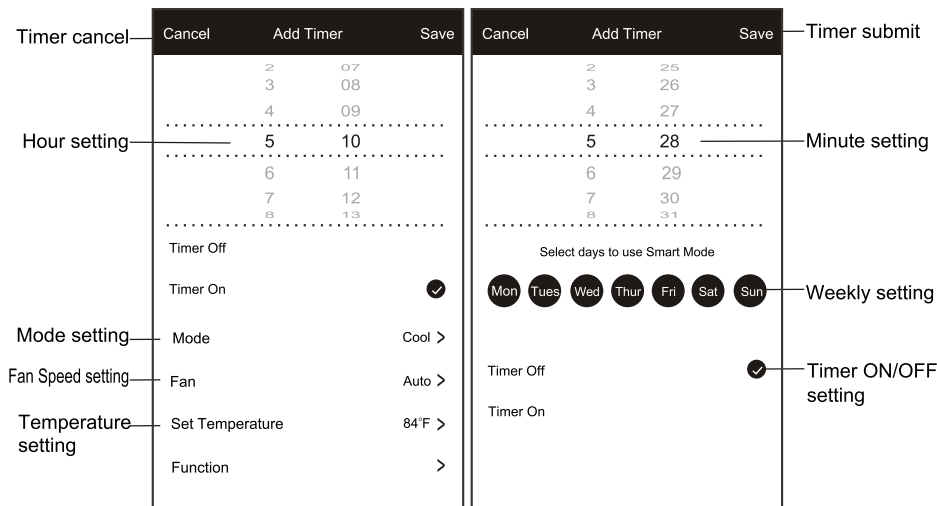 Timer cancel
Cancel Add Timer Save
2 07
3 08
4 09
Hour setting
5 10
6 11
7 12
8 13
Timer Off
Timer On
Mode setting
Mode Cool >
Fan Speed setting
Fan Auto >
Temperature
setting
Set Temperature 84°F >
Function >
Cancel Add Timer Save
Timer submit
2 25
3 26
4 27
5 28
Minute setting
6 29
7 30
8 31
Select days to use Smart Mode
Mon Tues Wed Thur Fri Sat Sun
Weekly setting
Timer Off
Timer ON/OFF
setting
Timer On